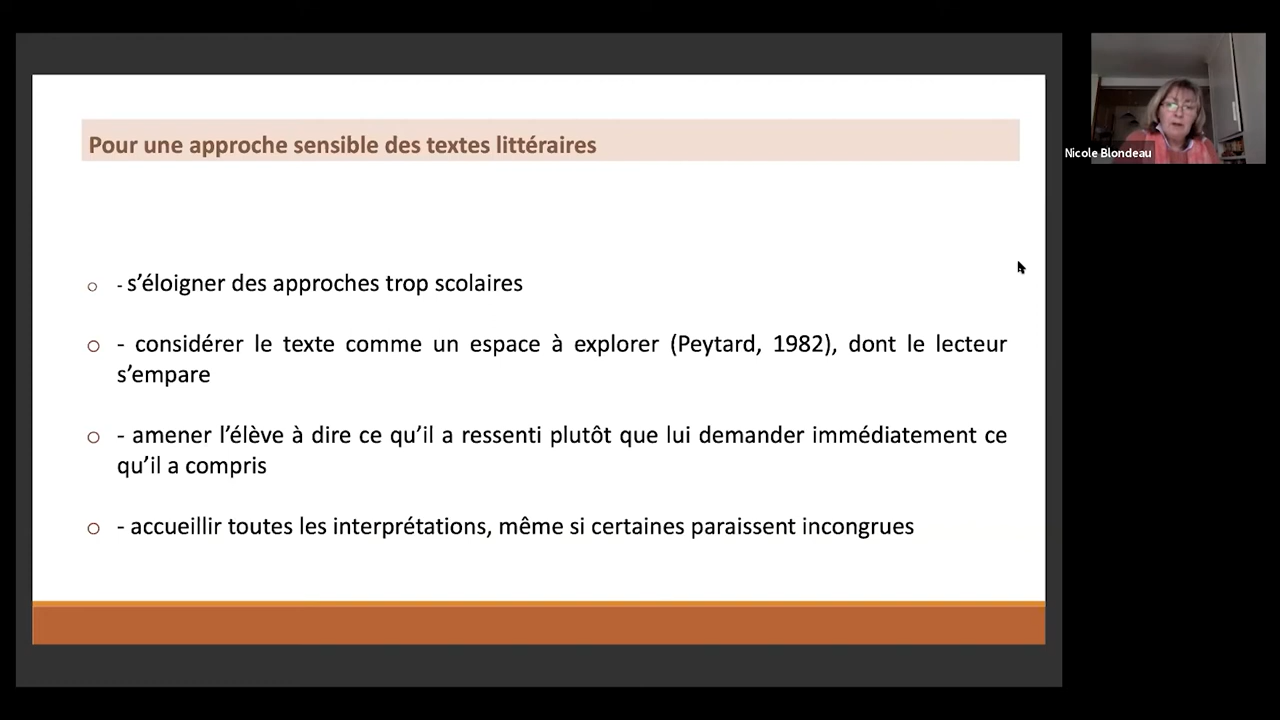 Pour une approche sensible des textes littéraires
- s’éloigner des approches trop scolaires
- considérer le texte comme un espace à explorer (Peytard, 1982), dont le lecteur
s’empare
- amener l’élève à dire ce qu’il a ressenti plutôt que lui demander immédiatement ce
qu’il a compris
- accueillir toutes les interprétations, même si certaines paraissent incongrues
Nicole Blondeau